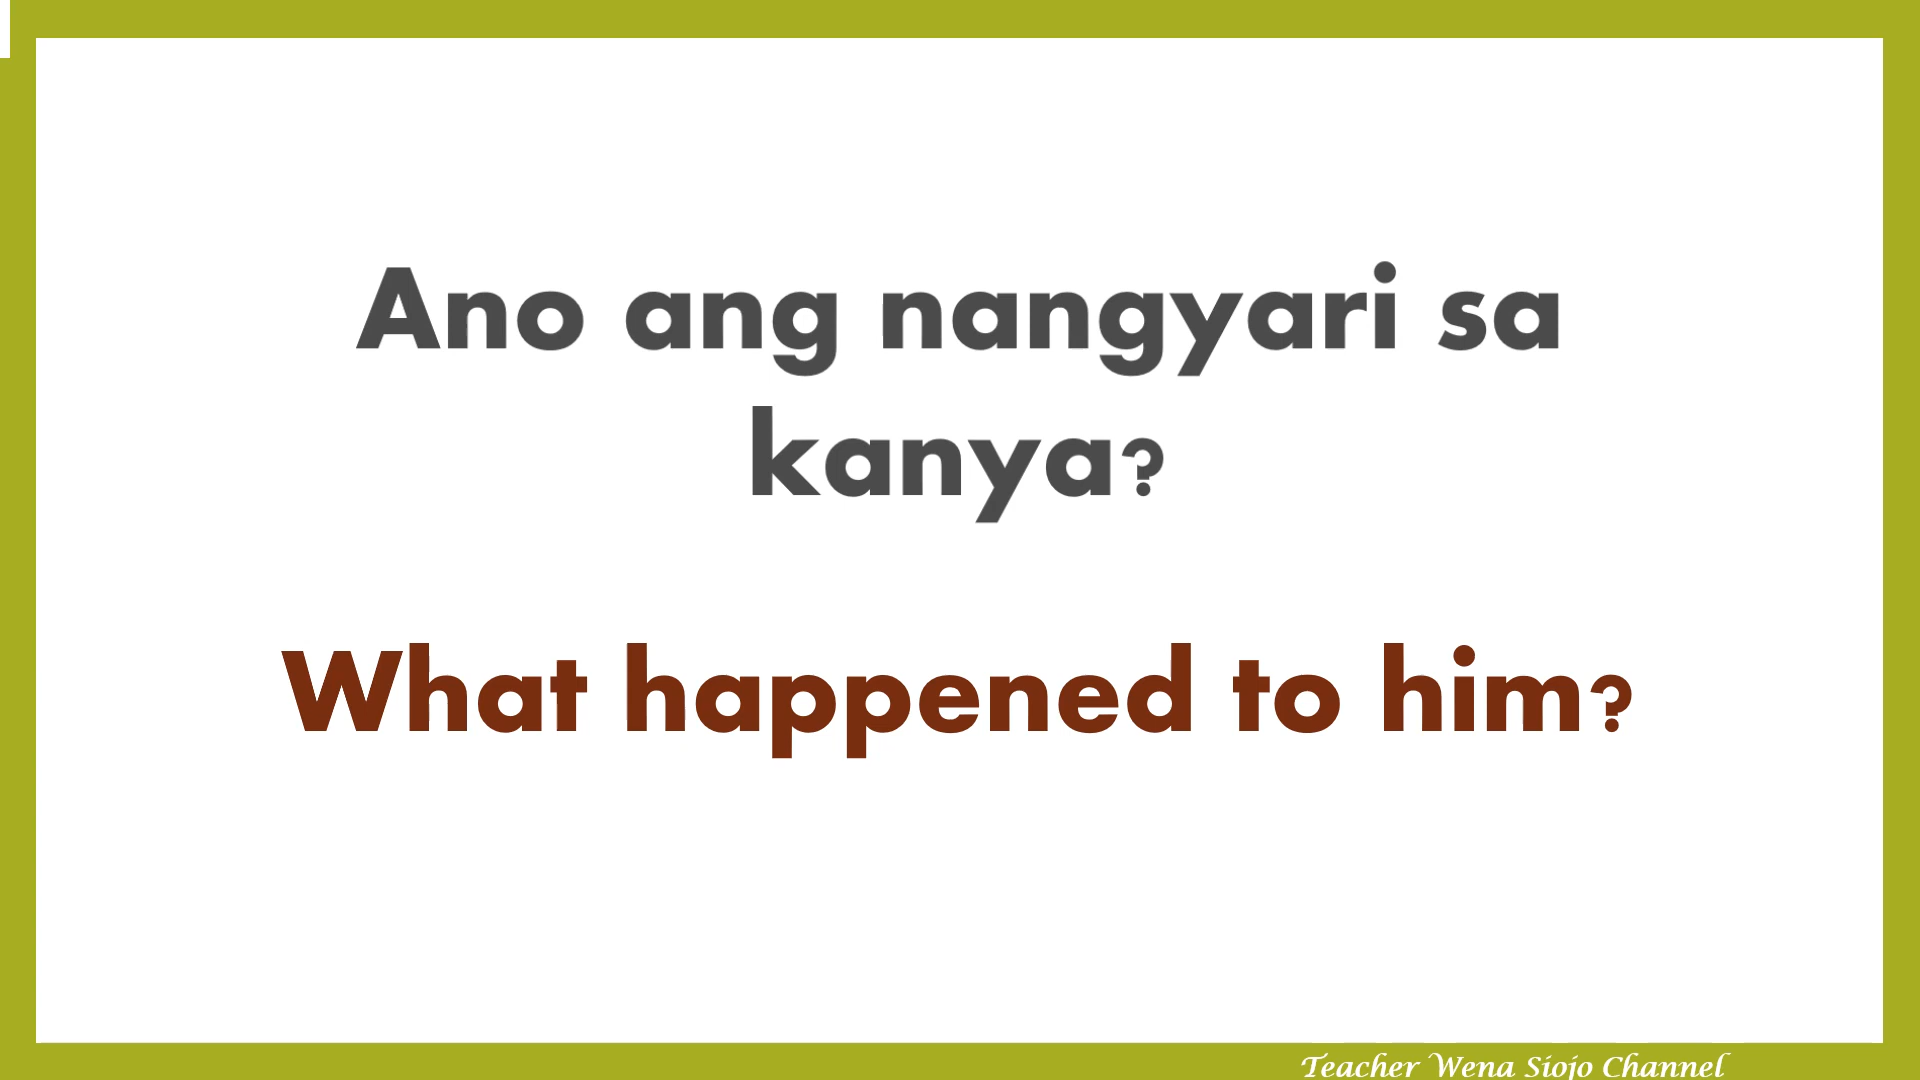 Ano ang nangyari sa
kanya?
What happened to him?
Teacher Wena Siojo Channel